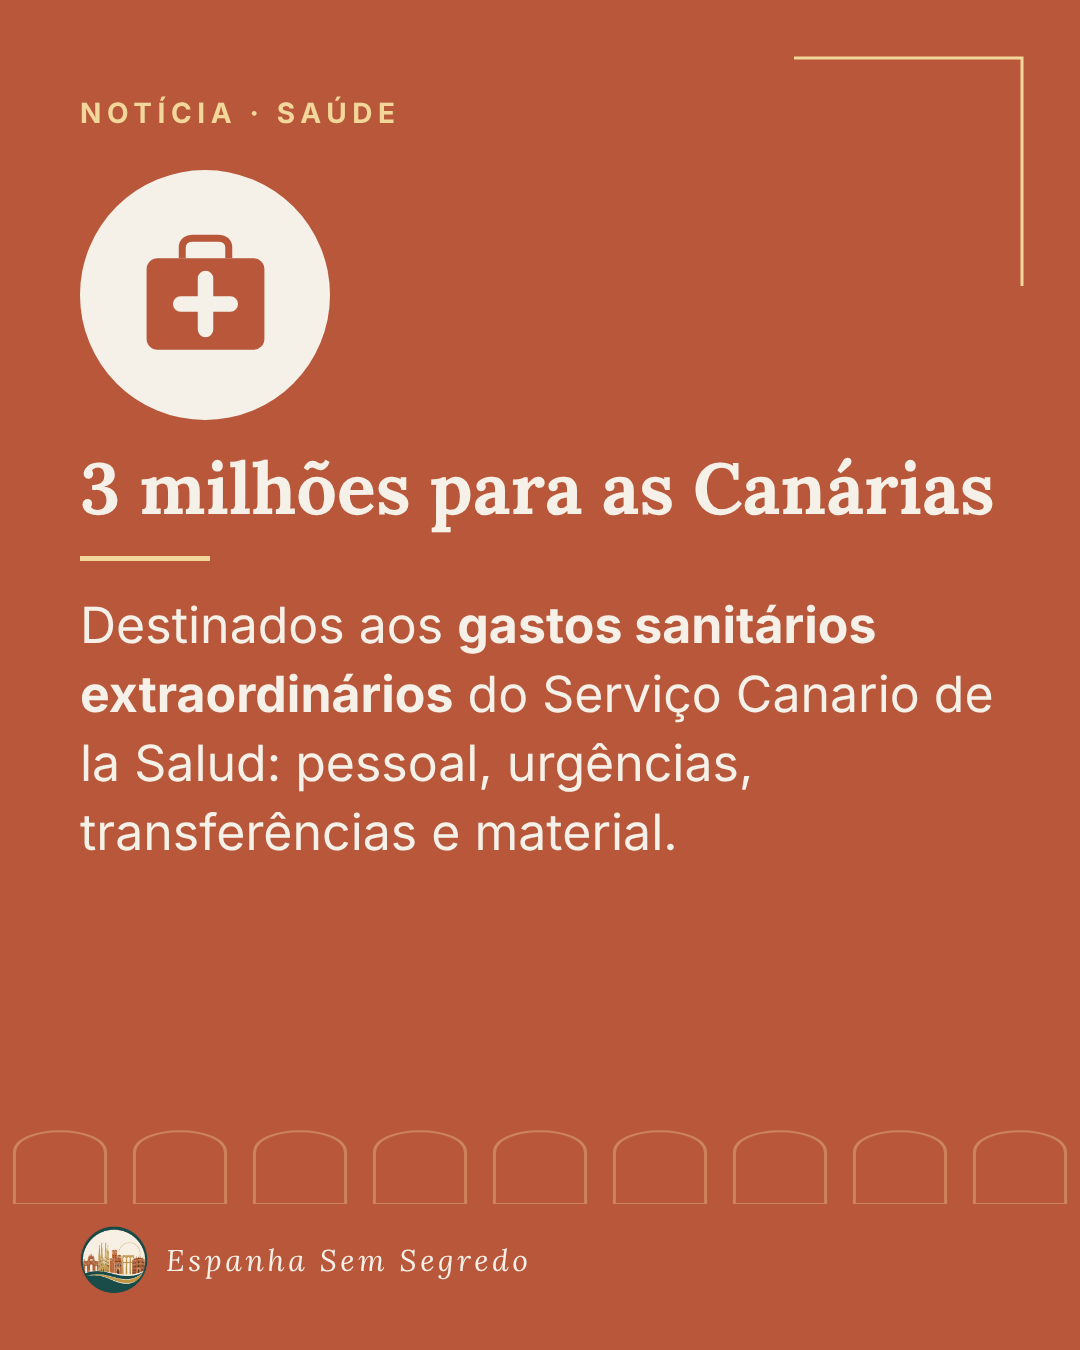 NOTÍCIA · SAÚDE
3 milhões para as Canárias
Destinados aos gastos sanitários
extraordinários do Serviço Canario de
la Salud: pessoal, urgências,
transferências e material.
Espanha Sem Segredo